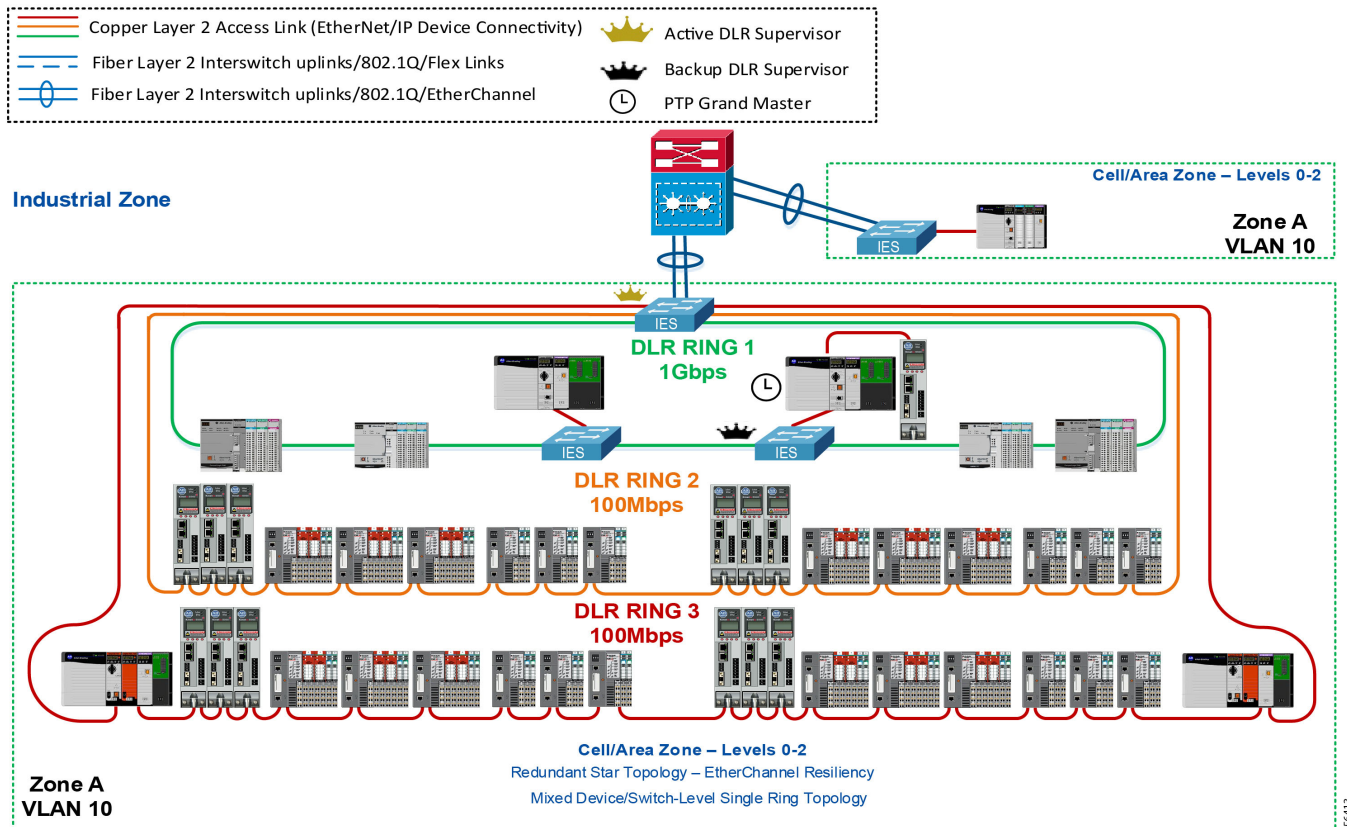 Copper Layer 2 Access Link (EtherNet/IP Device Connectivity)
Fiber Layer 2 Interswitch uplinks/802.1Q/Flex Links
Fiber Layer 2 Interswitch uplinks/802.1Q/EtherChannel
Active DLR Supervisor
Backup DLR Supervisor
PTP Grand Master
Industrial Zone
Cell/Area Zone – Levels 0-2
Zone A
VLAN 10
IES
IES
DLR RING 1
1Gbps
IES
IES
DLR RING 2
100Mbps
DLR RING 3
100Mbps
Cell/Area Zone – Levels 0-2
Redundant Star Topology – EtherChannel Resiliency
Mixed Device/Switch-Level Single Ring Topology
Zone A
VLAN 10